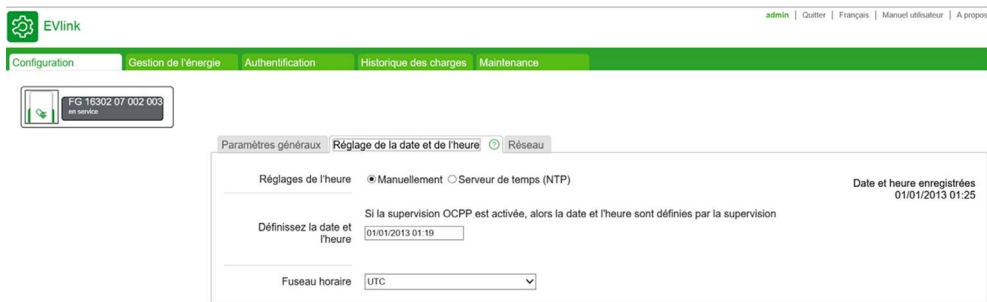 admin | Quitter | Français | Manuel utilisateur | A propos
EVlink
Configuration Gestion de l'énergie Authentification Historique des charges Maintenance
FG 16302 07 002 003
en service
Paramètres généraux Réglage de la date et de l'heure ? Réseau
Réglages de l'heure Manuellement Serveur de temps (NTP)
Date et heure enregistrées
01/01/2013 01:25
Si la supervision OCPP est activée, alors la date et l'heure sont définies par la supervision
Définissez la date et
l'heure
01/01/2013 01:19
Fuseau horaire UTC